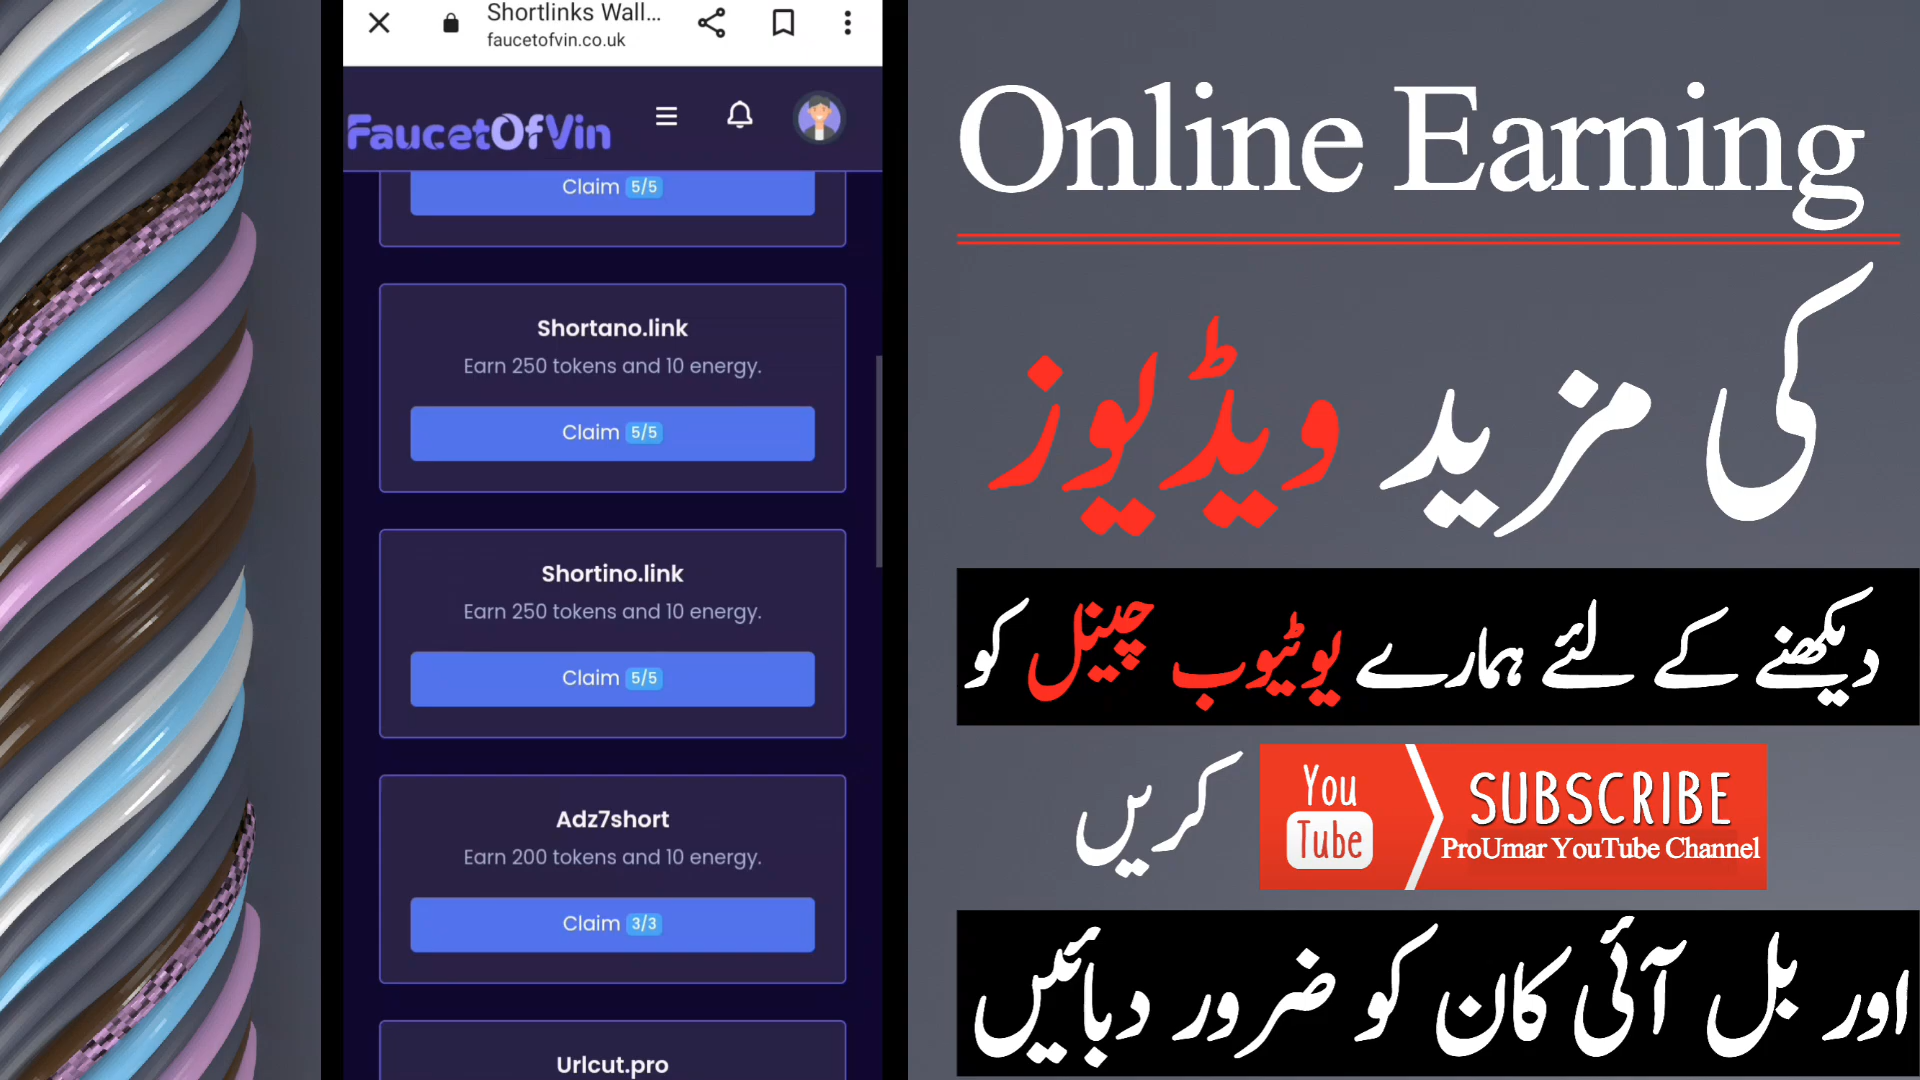 Shortlinks Wall...
faucetofvin.co.uk
FaucetOfVin
Claim 5/5
Shortano.link
Earn 250 tokens and 10 energy.
Claim 5/5
Shortino.link
Earn 250 tokens and 10 energy.
Claim 5/5
Adz7short
Earn 200 tokens and 10 energy.
Claim 3/3
Urlcut.pro
Online Earning
کی مزید ویڈیوز
دیکھنے کے لئے ہمارے یوٹیوب چینل کو
You Tube SUBSCRIBE
ProUmar YouTube Channel
کریں
اور بل آئی کان کو ضرور دبائیں